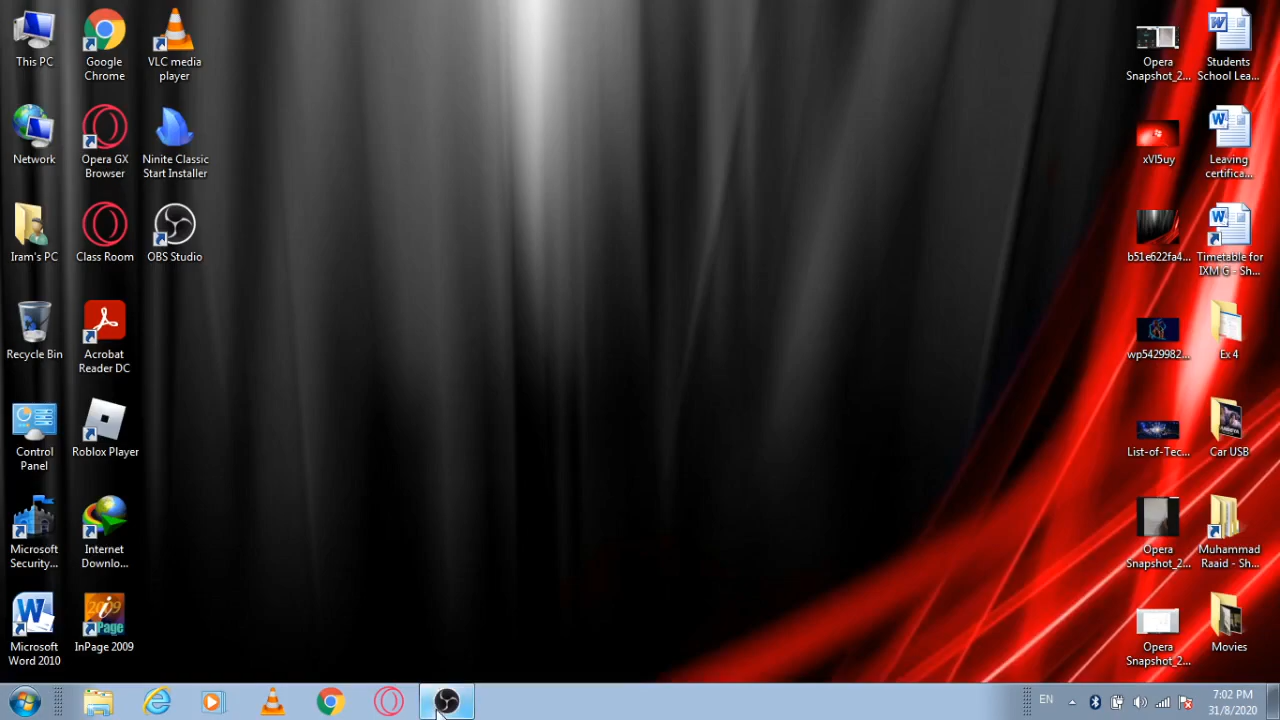 This PC
Google
Chrome
VLC media
player
Network
Opera GX
Browser
Ninite Classic
Start Installer
Iram's PC
Class Room
OBS Studio
Recycle Bin
Acrobat
Reader DC
Control
Panel
Roblox Player
Microsoft
Security...
Internet
Downlo...
Microsoft
Word 2010
2009
Page
InPage 2009
Opera
Snapshot_2...
Students
School Lea...
xVl5uy
Leaving
certifica...
b51e622fa4...
Timetable for
IXM G - Sh...
wp5429982...
Ex 4
List-of-Tec...
Car USB
Opera
Snapshot_2...
Muhammad
Raaid - Sh...
Opera
Snapshot_2...
Movies
EN
7:02 PM
31/8/2020